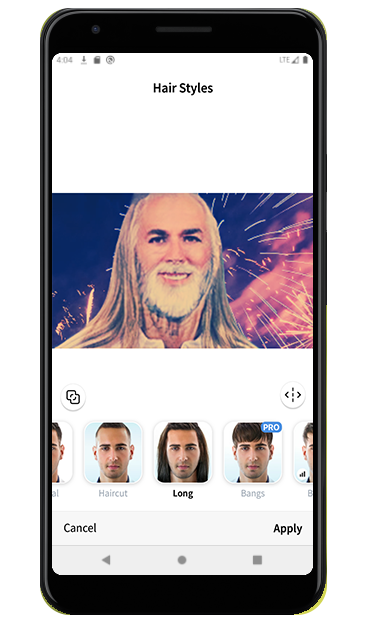 4:04
LTE
Hair Styles
PRO
Haircut
Long
Bangs
Cancel
Apply